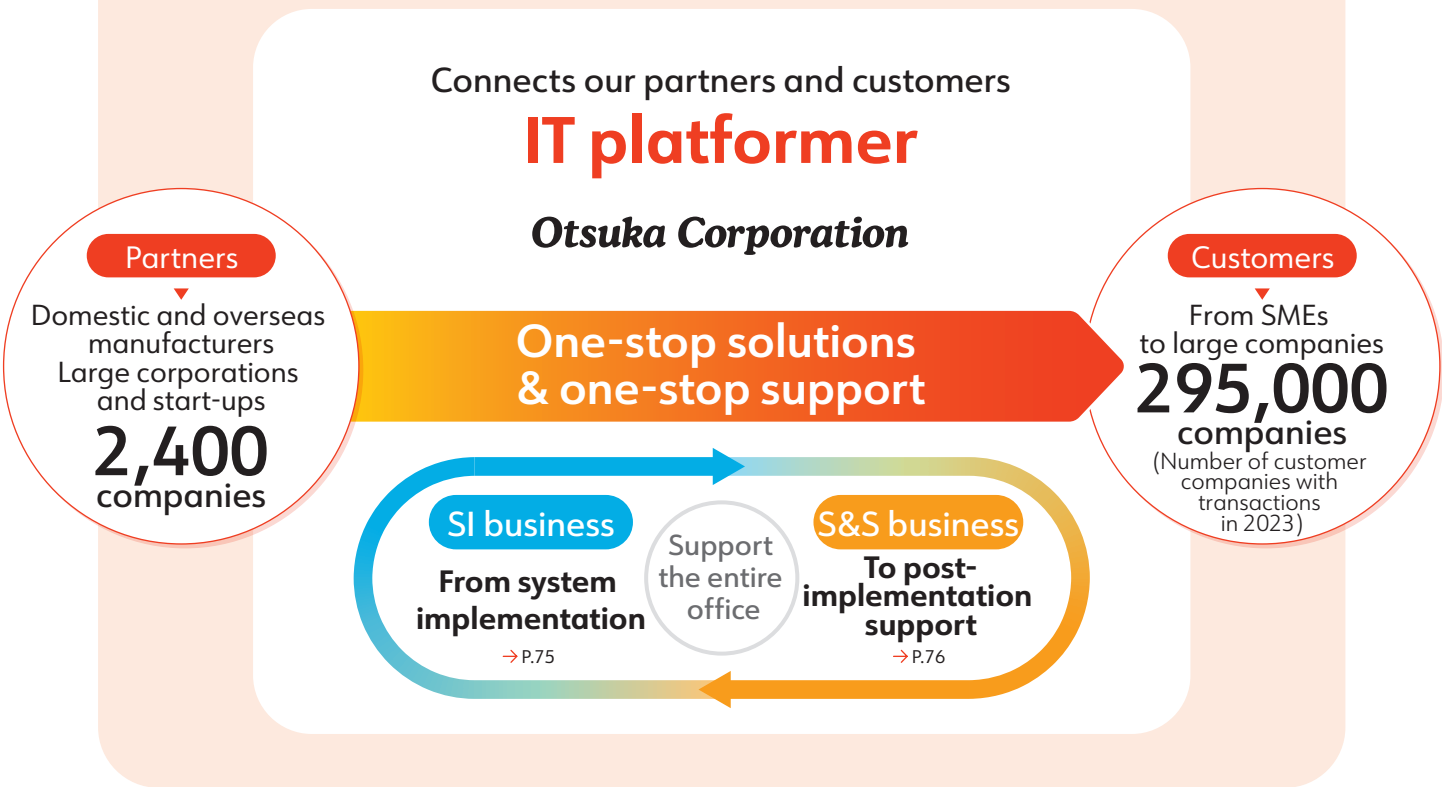 Connects our partners and customers
IT platformer
Otsuka Corporation
Partners
Domestic and overseas
manufacturers
Large corporations
and start-ups
2,400
companies
One-stop solutions
& one-stop support
Customers
From SMEs
to large companies
295,000
companies
(Number of customer
companies with
transactions
in 2023)
SI business
From system
implementation
→ P.75
Support
the entire
office
S&S business
To post-
implementation
support
→ P.76